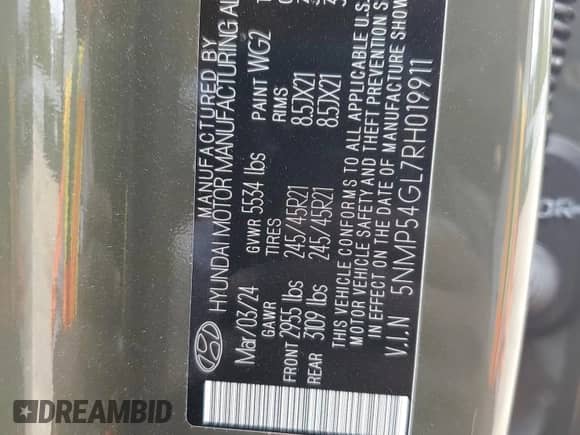 MANUFACTURED BY
HYUNDAI MOTOR MANUFACTURING AL
Mar/03/24 GVWR 5534 lbs PAINT WG2
GAWR TIRES RIMS
FRONT 2955 lbs 245/45R21 8.5JX21
REAR 3109 lbs 245/45R21 8.5JX21
THIS VEHICLE CONFORMS TO ALL APPLICABLE U.S.
MOTOR VEHICLE SAFETY AND THEFT PREVENTION S
IN EFFECT ON THE DATE OF MANUFACTURE SHOW
V.I.N 5NMP54GL7RH019911
DREAMBID